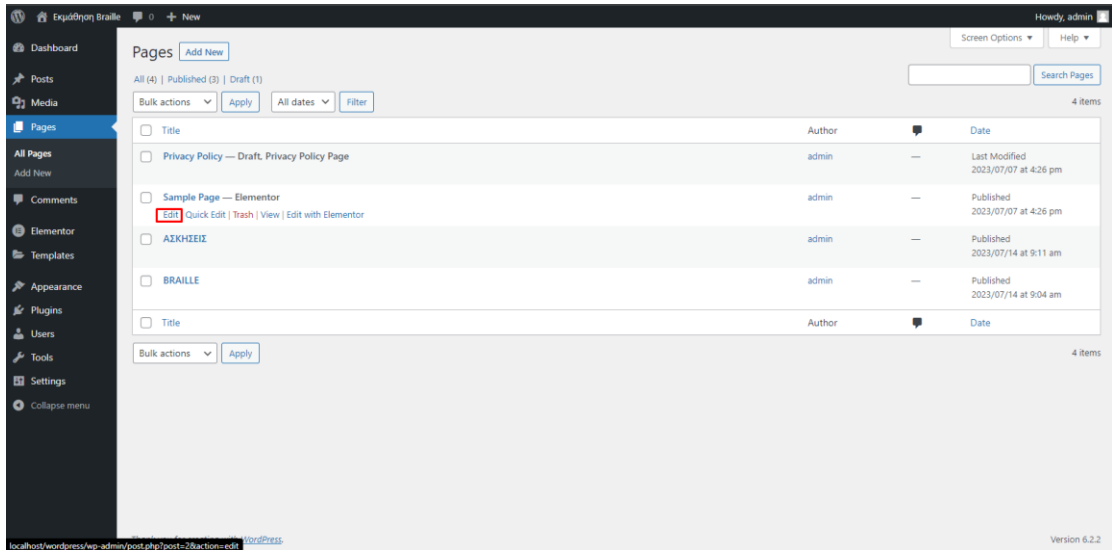 Εκμάθηση Braille 0 + New Howdy, admin
Dashboard
Posts
Media
Pages
All Pages
Add New
Comments
Elementor
Templates
Appearance
Plugins
Users
Tools
Settings
Collapse menu
Screen Options ▼ Help ▼
Pages Add New
All (4) | Published (3) | Draft (1)
Search Pages
Bulk actions Apply All dates Filter 4 items
Title Author Date
Privacy Policy — Draft, Privacy Policy Page admin — Last Modified
2023/07/07 at 4:26 pm
Sample Page — Elementor admin — Published
Edit | Quick Edit | Trash | View | Edit with Elementor 2023/07/07 at 4:26 pm
ΑΣΚΗΣΕΙΣ admin — Published
2023/07/14 at 9:11 am
BRAILLE admin — Published
2023/07/14 at 9:04 am
Title Author Date
Bulk actions Apply 4 items
WordPress. Version 6.2.2
localhost/wordpress/wp-admin/post.php?post=2&action=edit